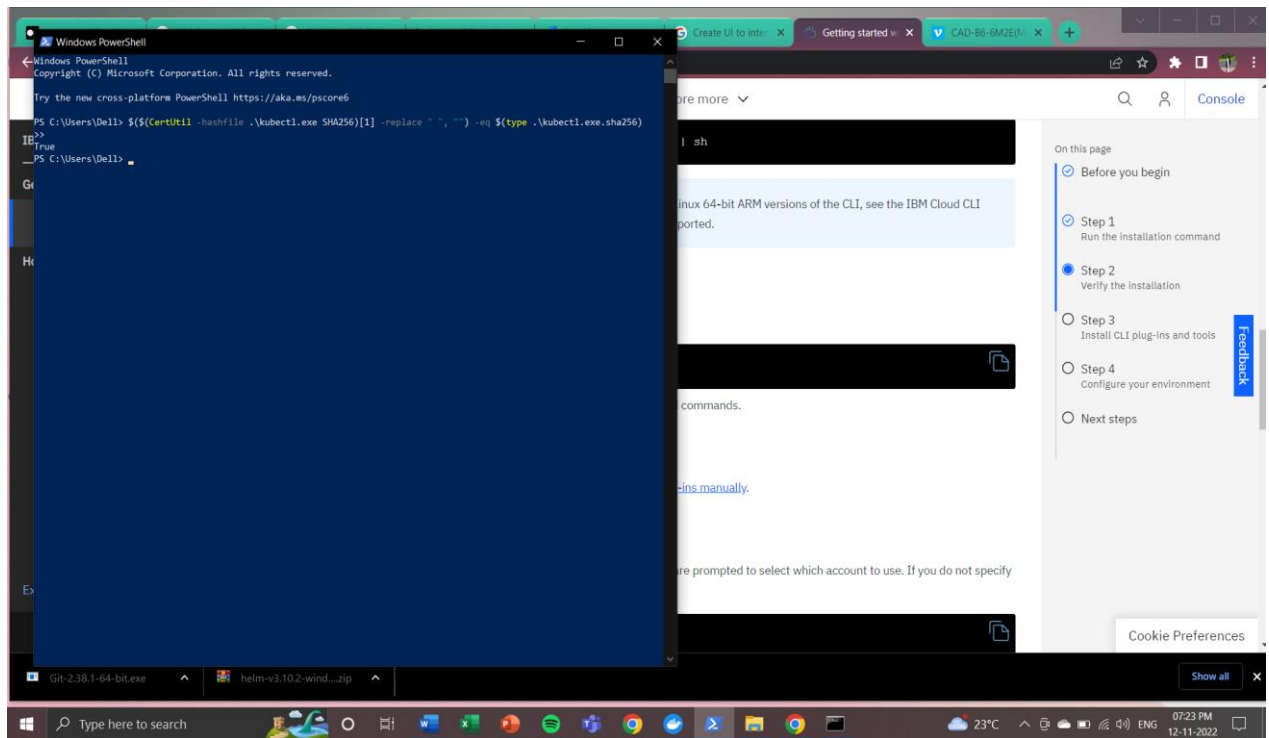 Windows PowerShell
Create UI to inter
Getting started w
CAD-B6-6M2E(M
Windows PowerShell
Copyright (C) Microsoft Corporation. All rights reserved.
Try the new cross-platform PowerShell https://aka.ms/pscore6
PS C:\Users\Dell> $($(CertUtil -hashfile .\kubectl.exe SHA256)[1] -replace " ", "") -eq $(type .\kubectl.exe.sha256)
>>
True
PS C:\Users\Dell>
IB
Ge
Ho
Ex
ore more
Console
| sh
inux 64-bit ARM versions of the CLI, see the IBM Cloud CLI
ported.
commands.
-ins manually.
are prompted to select which account to use. If you do not specify
On this page
Before you begin
Step 1
Run the installation command
Step 2
Verify the installation
Step 3
Install CLI plug-ins and tools
Step 4
Configure your environment
Next steps
Feedback
Cookie Preferences
Git-2.38.1-64-bit.exe
helm-v3.10.2-wind....zip
Show all
Type here to search
23°C
ENG
07:23 PM
12-11-2022